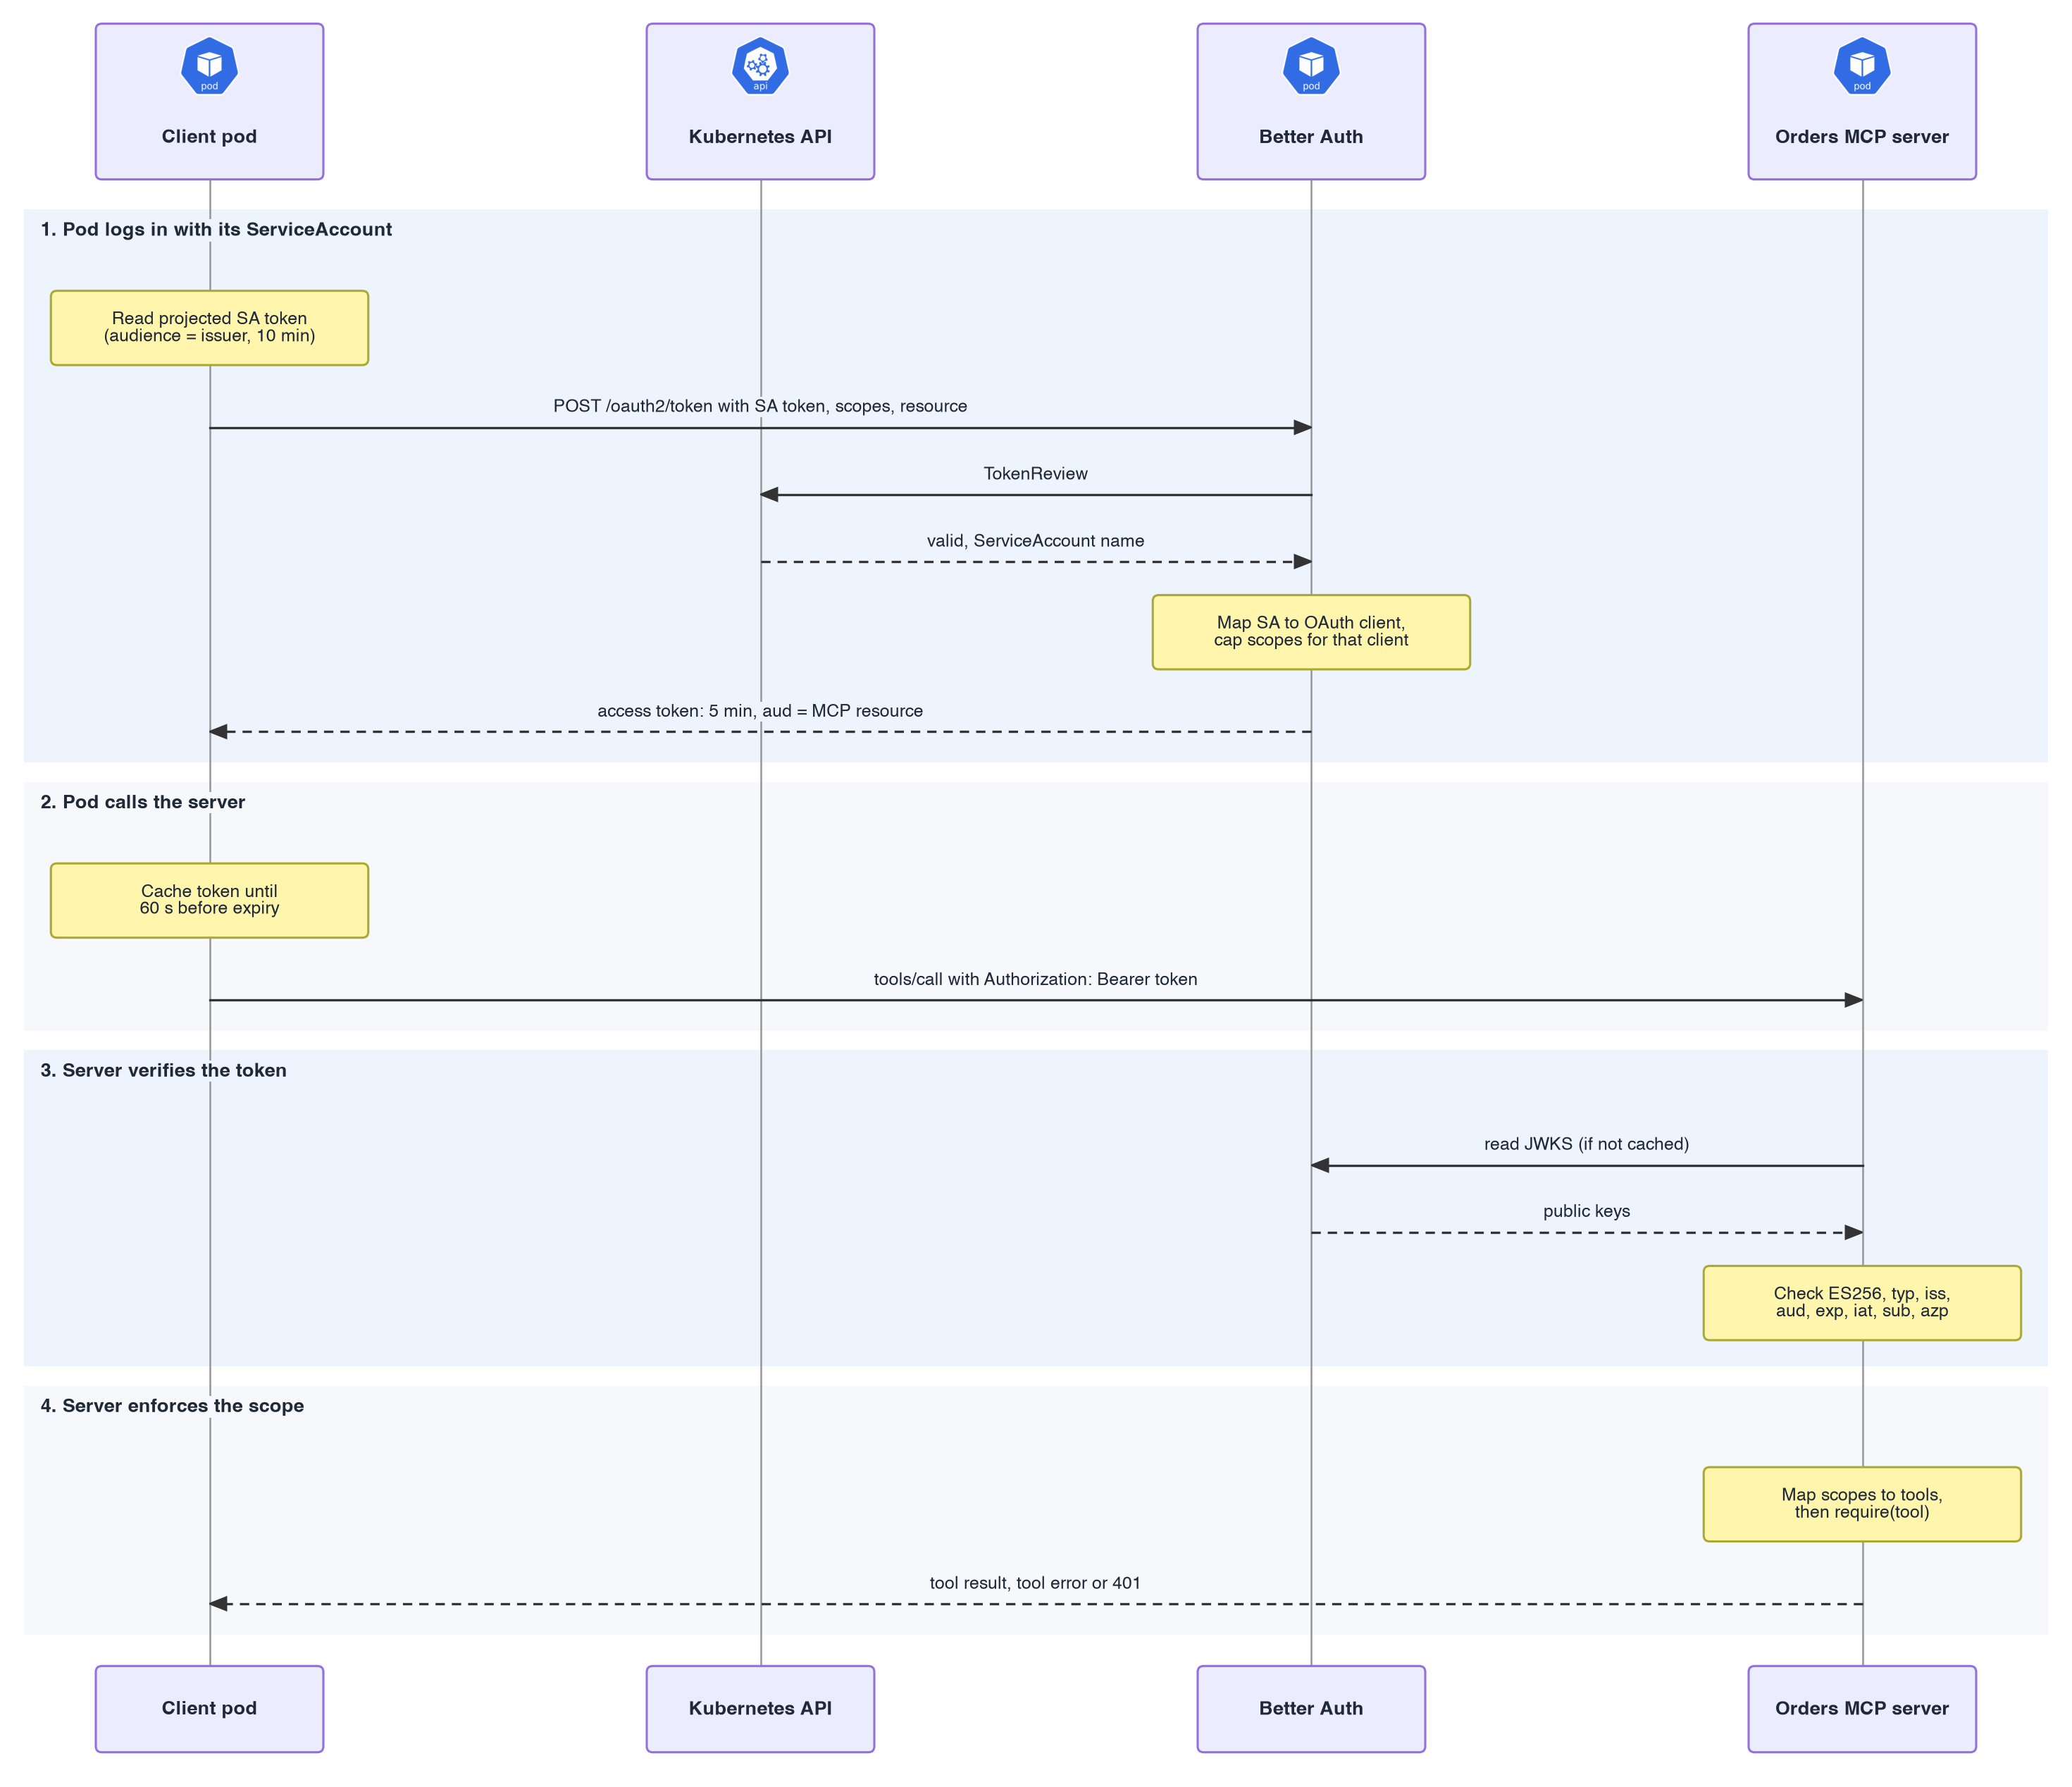 pod
api
pod
pod
Client pod
Kubernetes API
Better Auth
Orders MCP server
1. Pod logs in with its ServiceAccount
Read projected SA token
(audience = issuer, 10 min)
POST /oauth2/token with SA token, scopes, resource
TokenReview
valid, ServiceAccount name
Map SA to OAuth client,
cap scopes for that client
access token: 5 min, aud = MCP resource
2. Pod calls the server
Cache token until
60 s before expiry
tools/call with Authorization: Bearer token
3. Server verifies the token
read JWKS (if not cached)
public keys
Check ES256, typ, iss,
aud, exp, iat, sub, azp
4. Server enforces the scope
Map scopes to tools,
then require(tool)
tool result, tool error or 401
Client pod
Kubernetes API
Better Auth
Orders MCP server